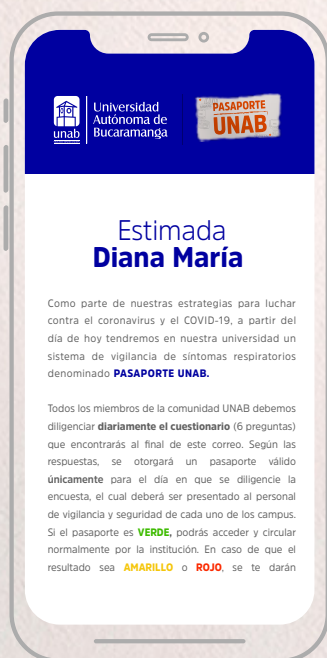 unab
Universidad
Autónoma de
Bucaramanga
PASAPORTE
UNAB
Estimada
Diana María
Como parte de nuestras estrategias para luchar
contra el coronavirus y el COVID-19, a partir del
día de hoy tendremos en nuestra universidad un
sistema de vigilancia de síntomas respiratorios
denominado PASAPORTE UNAB.
Todos los miembros de la comunidad UNAB debemos
diligenciar diariamente el cuestionario (6 preguntas)
que encontrarás al final de este correo. Según las
respuestas, se otorgará un pasaporte válido
únicamente para el día en que se diligencie la
encuesta, el cual deberá ser presentado al personal
de vigilancia y seguridad de cada uno de los campus.
Si el pasaporte es VERDE, podrás acceder y circular
normalmente por la institución. En caso de que el
resultado sea AMARILLO o ROJO, se te darán